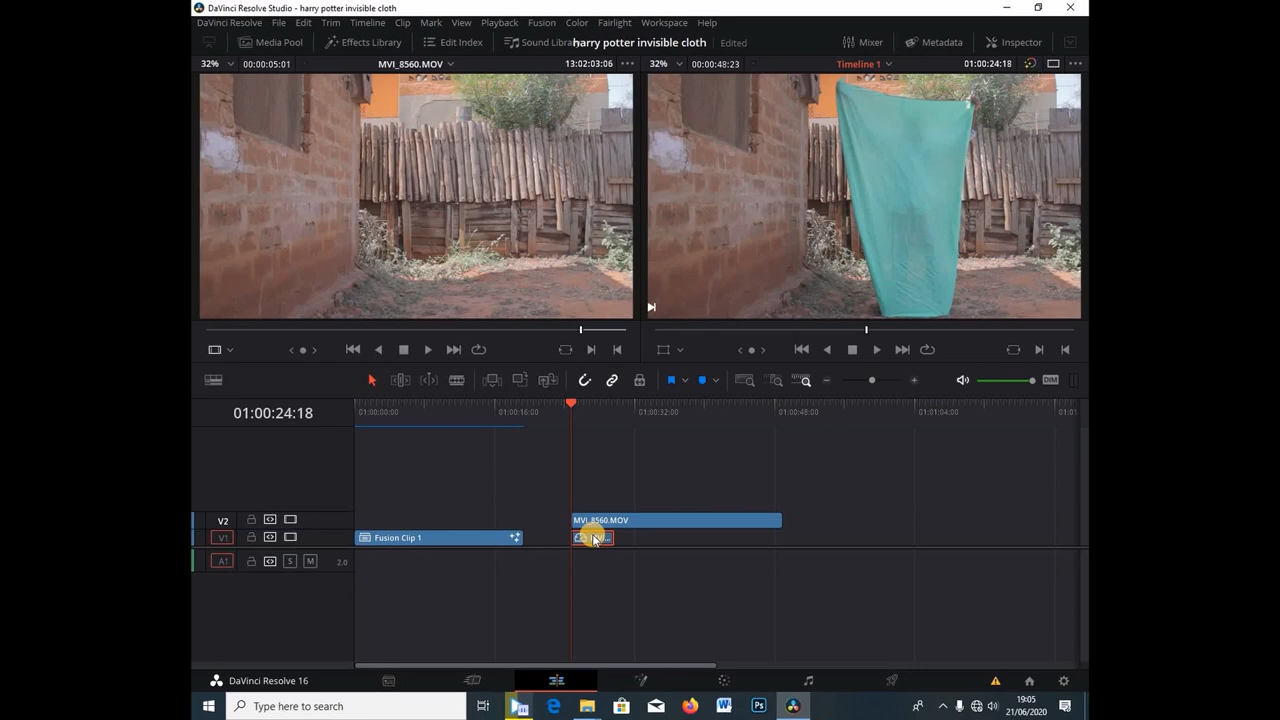 DaVinci Resolve Studio - harry potter invisible cloth
DaVinci Resolve File Edit Trim Timeline Clip Mark View Playback Fusion Color Fairlight Workspace Help
Media Pool Effects Library Edit Index Sound Libr harry potter invisible cloth Edited Mixer Metadata Inspector
32% 00:00:05:01 MVI_8560.MOV 13:02:03:06 32% 00:00:48:23 Timeline 1 01:00:24:18
DIM
01:00:24:18 01:00:00:00 01:00:16:00 01:00:32:00 01:00:48:00 01:01:04:00 01:01
V2 MVI_8560.MOV
V1 Fusion Clip 1
A1 S M 2.0
DaVinci Resolve 16
Type here to search
19:05
21/06/2020